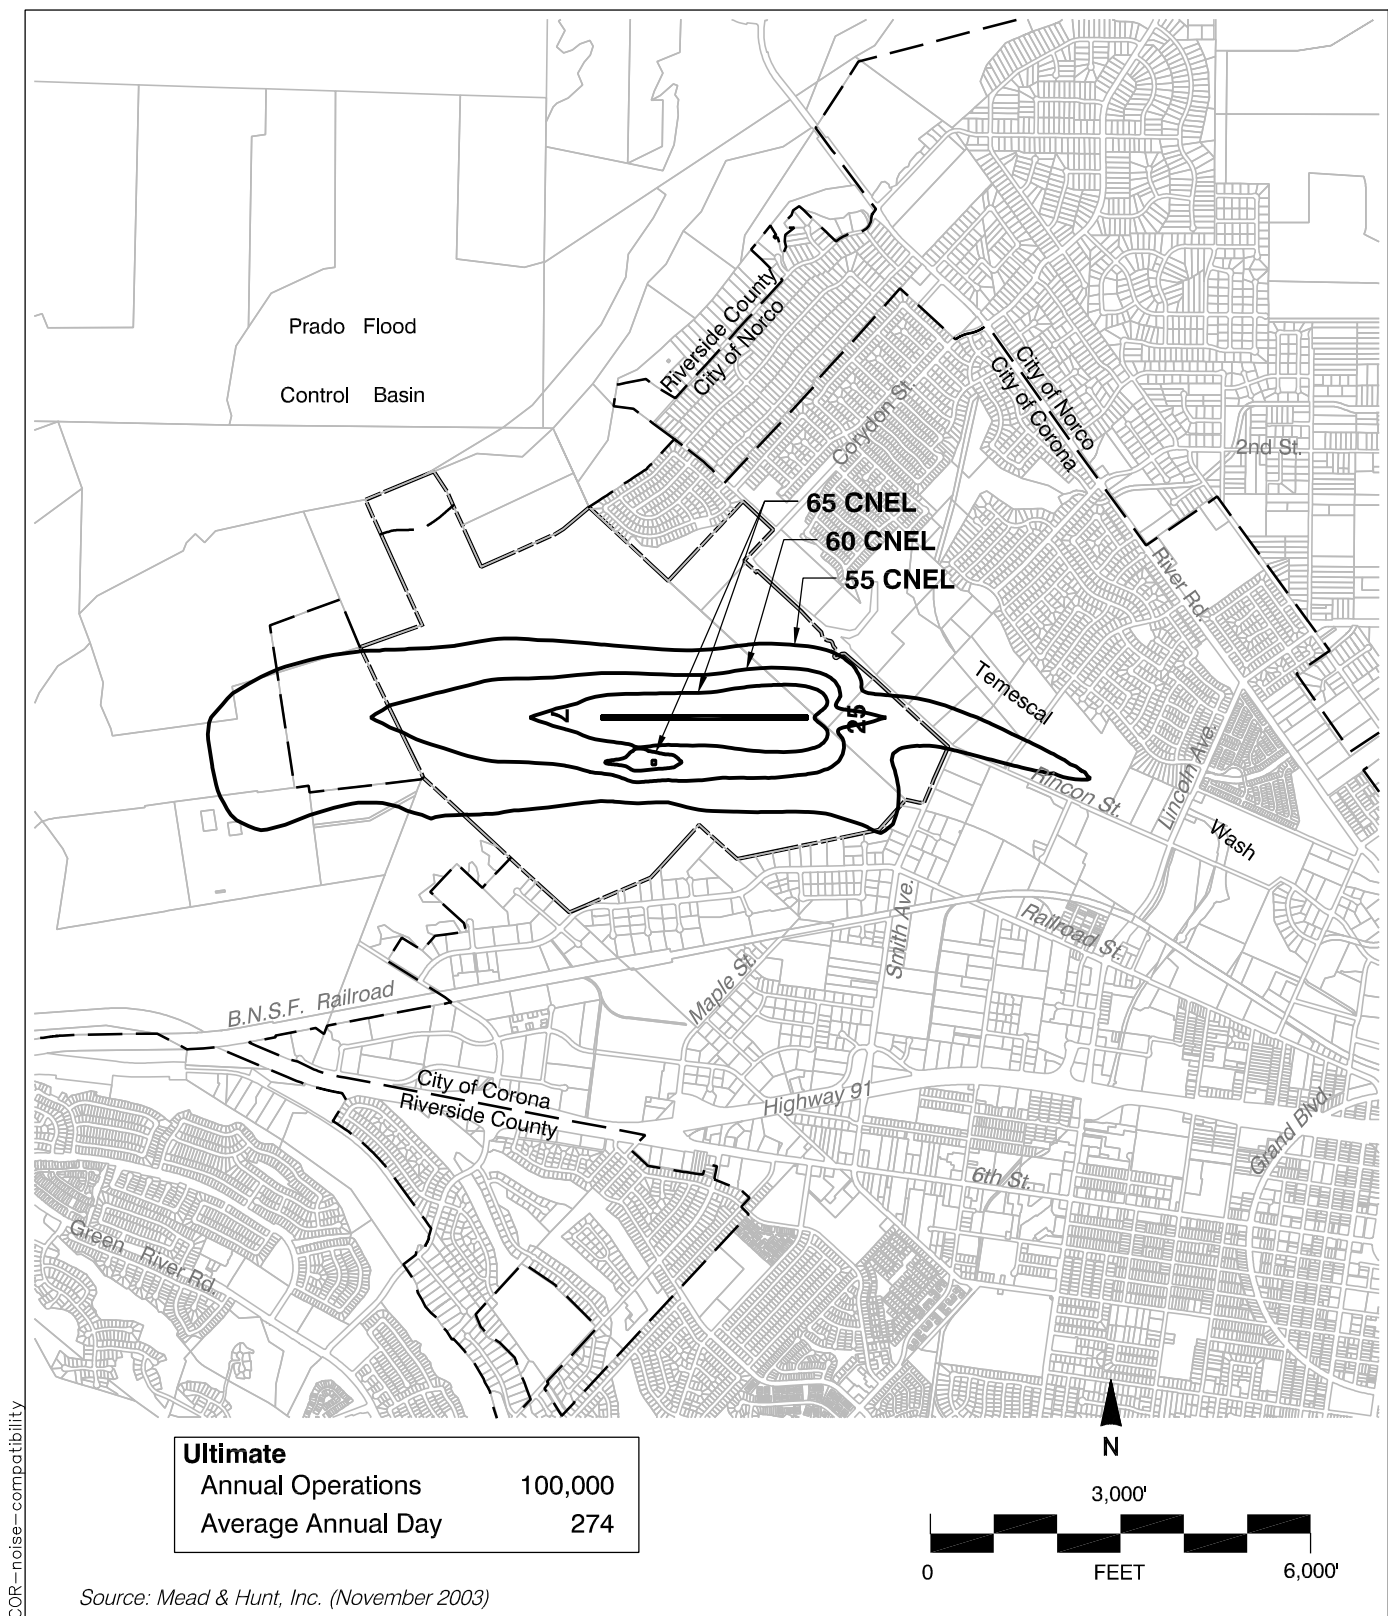 Prado Flood
Control Basin
Riverside County
City of Norco
City of Norco
City of Corona
Corydon St.
2nd St.
65 CNEL
60 CNEL
55 CNEL
River Rd.
Temescal
7
25
Rincon St.
Lincoln Ave.
Wash
Smith Ave.
Railroad St.
Maple St.
B.N.S.F. Railroad
City of Corona
Riverside County
Highway 91
Grand Blvd.
6th St.
Green River Rd.
N
Ultimate
Annual Operations 100,000
Average Annual Day 274
3,000'
0 FEET 6,000'
Source: Mead & Hunt, Inc. (November 2003)
COR-noise-compatibility